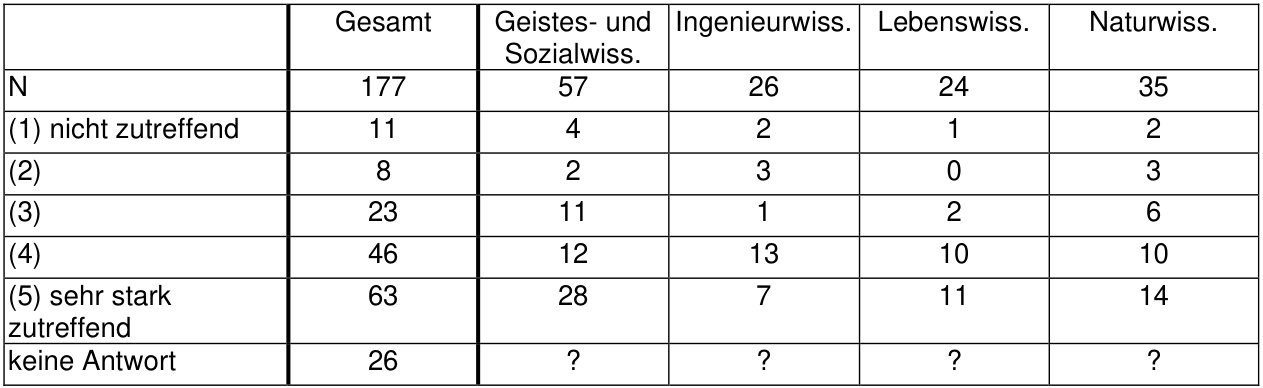 Gesamt Geistes- und Ingenieurwiss. Lebenswiss. Naturwiss.
Sozialwiss.
N 177 57 26 24 35
(1) nicht zutreffend 11 4 2 1 2
(2) 8 2 3 0 3
(3) 23 11 1 2 6
(4) 46 12 13 10 10
(5) sehr stark 63 28 7 11 14
zutreffend
keine Antwort 26 ? ? ? ?